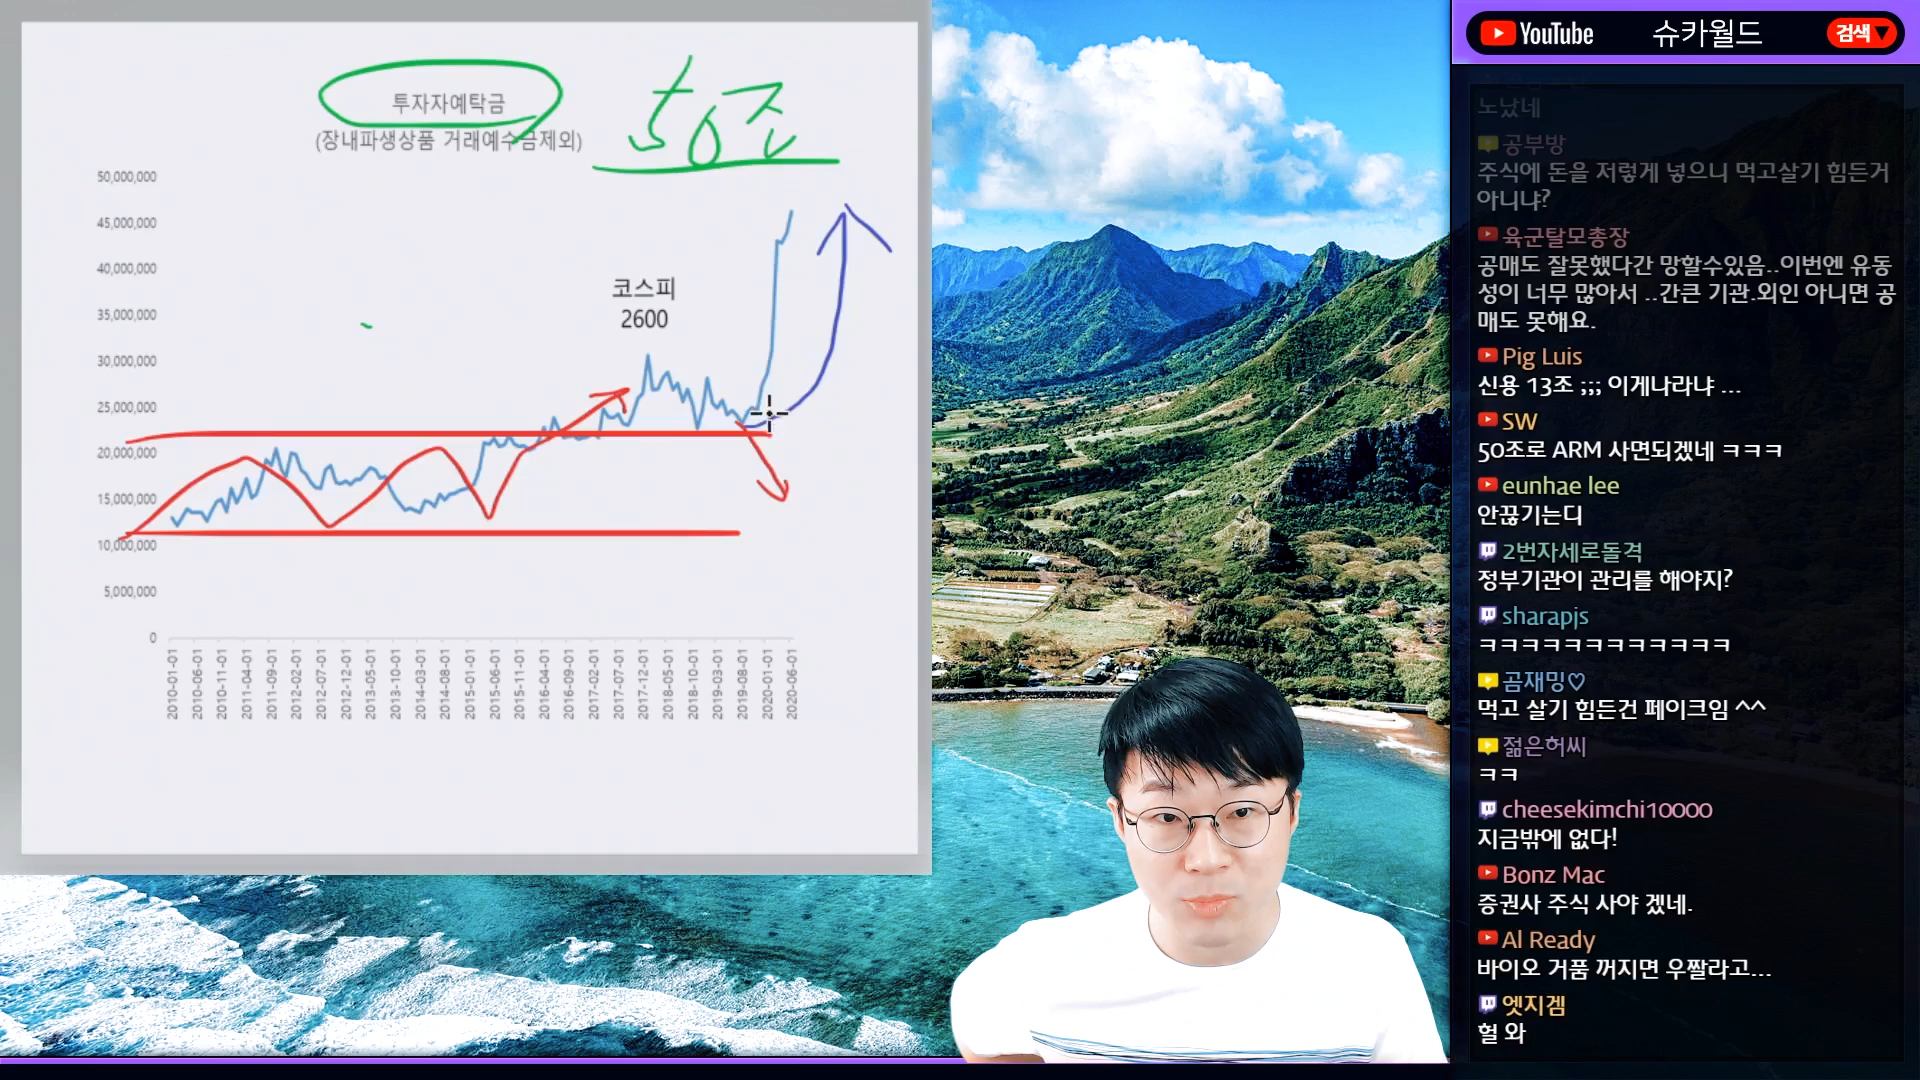 투자자예탁금
(장내파생상품 거래예수금제외)
50조
50,000,000
45,000,000
40,000,000
35,000,000
30,000,000
25,000,000
20,000,000
15,000,000
10,000,000
5,000,000
0
코스피
2600
2010-01-01
2010-06-01
2010-11-01
2011-04-01
2011-09-01
2012-02-01
2012-07-01
2012-12-01
2013-05-01
2013-10-01
2014-03-01
2014-08-01
2015-01-01
2015-06-01
2015-11-01
2016-04-01
2016-09-01
2017-02-01
2017-07-01
2017-12-01
2018-05-01
2018-10-01
2019-03-01
2019-08-01
2020-01-01
2020-06-01
YouTube 슈카월드 검색▼
노났네
공부방
주식에 돈을 저렇게 넣으니 먹고살기 힘든거
아니냐?
육군탈모총장
공매도 잘못했다간 망할수있음..이번엔 유동
성이 너무 많아서 ..간큰 기관.외인 아니면 공
매도 못해요.
Pig Luis
신용 13조 ;;; 이게나라냐 ...
SW
50조로 ARM 사면되겠네 ㅋㅋㅋ
eunhae lee
안끊기는디
2번자세로돌격
정부기관이 관리를 해야지?
sharapjs
ㅋㅋㅋㅋㅋㅋㅋㅋㅋㅋㅋㅋ
곰재밍♡
먹고 살기 힘든건 페이크임 ^^
젊은허씨
ㅋㅋ
cheesekimchi10000
지금밖에 없다!
Bonz Mac
증권사 주식 사야 겠네.
Al Ready
바이오 거품 꺼지면 우짤라고...
엣지겜
헐 와